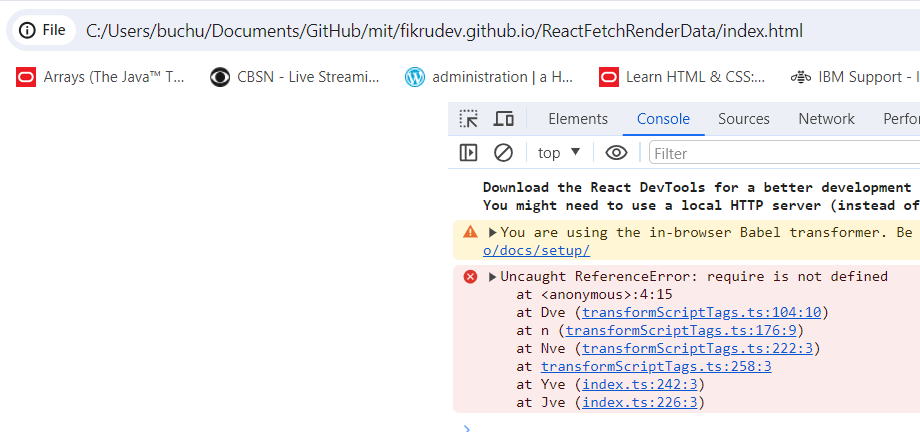 File C:/Users/buchu/Documents/GitHub/mit/fikrudev.github.io/ReactFetchRenderData/index.html
Arrays (The Java™ T... CBSN - Live Streami... administration | a H... Learn HTML & CSS:... IBM Support - I
Elements Console Sources Network Perfo
top Filter
Download the React DevTools for a better development
You might need to use a local HTTP server (instead of
You are using the in-browser Babel transformer. Be
o/docs/setup/
Uncaught ReferenceError: require is not defined
at <anonymous>:4:15
at Dve (transformScriptTags.ts:104:10)
at n (transformScriptTags.ts:176:9)
at Nve (transformScriptTags.ts:222:3)
at transformScriptTags.ts:258:3
at Yve (index.ts:242:3)
at Jve (index.ts:226:3)